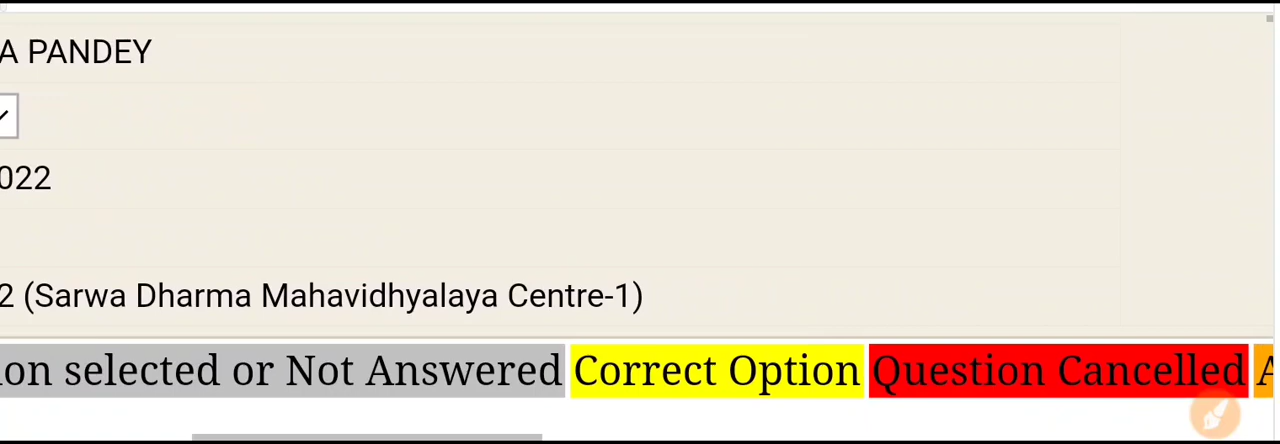 A PANDEY
022
2 (Sarwa Dharma Mahavidhyalaya Centre-1)
on selected or Not Answered Correct Option Question Cancelled A